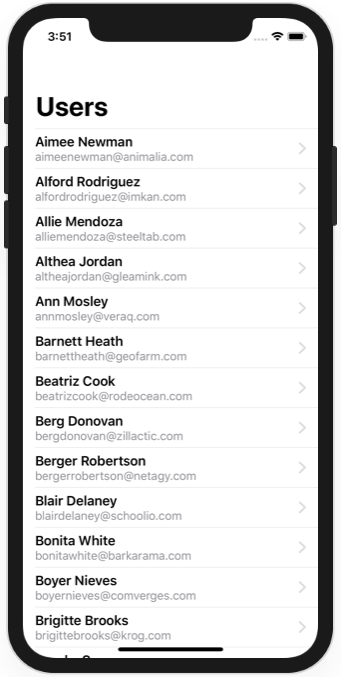 3:51
Users
Aimee Newman
aimeenewman@animalia.com
Alford Rodriguez
alfordrodriguez@imkan.com
Allie Mendoza
alliemendoza@steeltab.com
Althea Jordan
altheajordan@gleamink.com
Ann Mosley
annmosley@veraq.com
Barnett Heath
barnettheath@geofarm.com
Beatriz Cook
beatrizcook@rodeocean.com
Berg Donovan
bergdonovan@zillactic.com
Berger Robertson
bergerrobertson@netagy.com
Blair Delaney
blairdelaney@schoolio.com
Bonita White
bonitawhite@barkarama.com
Boyer Nieves
boyernieves@comverges.com
Brigitte Brooks
brigittebrooks@krog.com